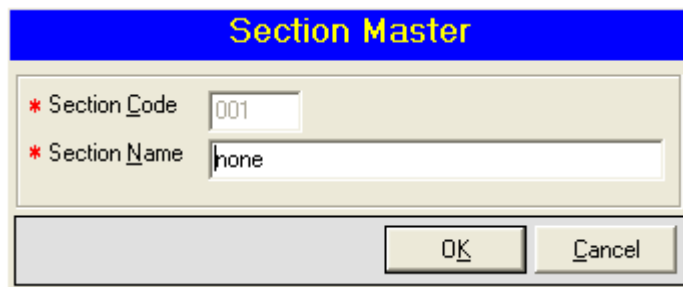 Section Master
* Section Code 001
* Section Name none
OK Cancel